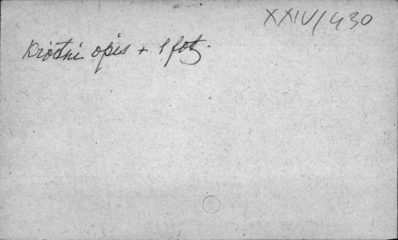 XXIV/430
Krótki opis + 1 fot.